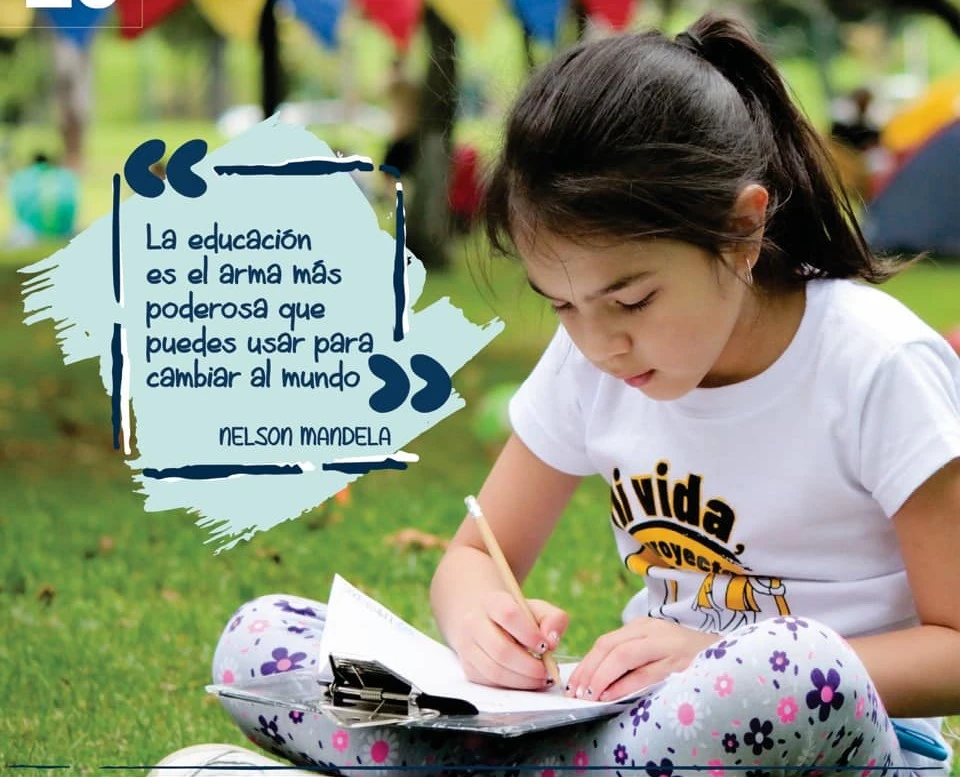 “
La educación
es el arma más
poderosa que
puedes usar para
cambiar al mundo ”
NELSON MANDELA
vida,